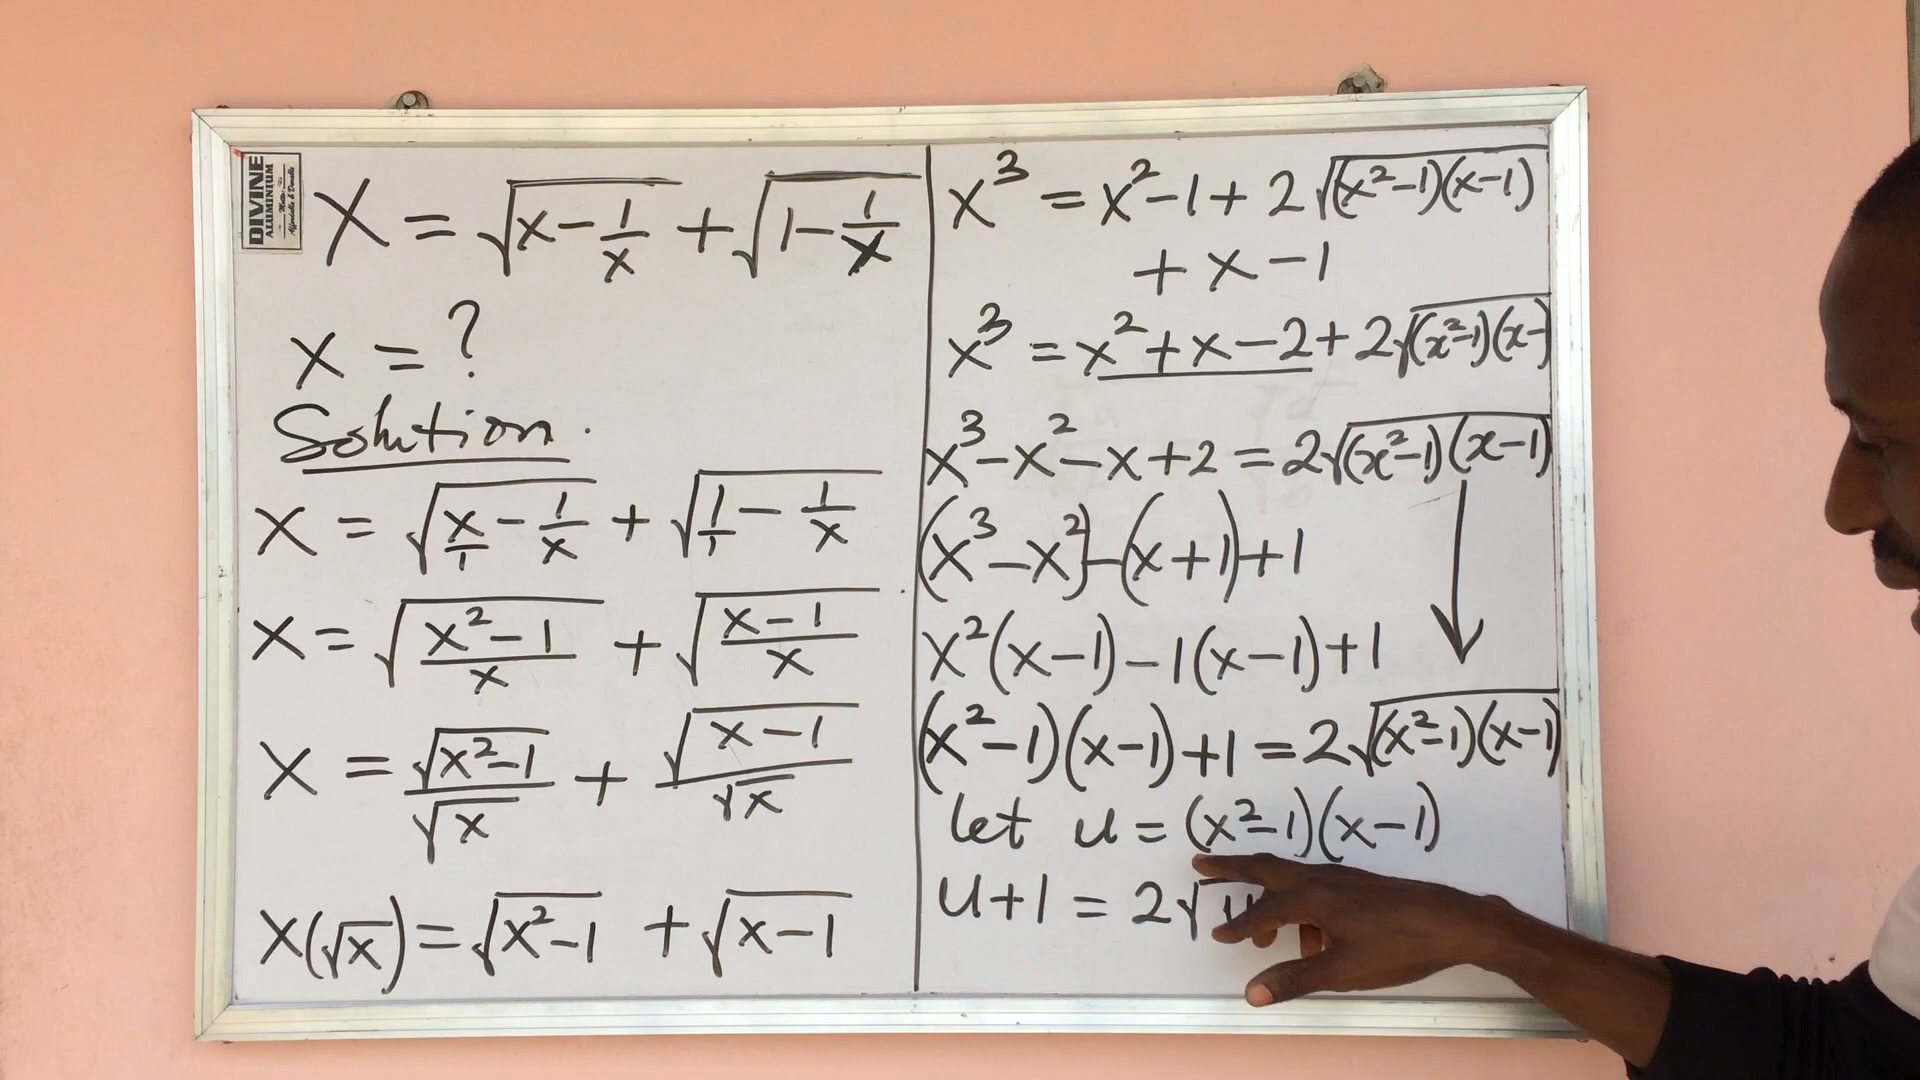 DIVINE
ALUMINIUM
x = √(x - 1/x) + √(1 - 1/x)
x = ?
Solution.
x = √(x/1 - 1/x) + √(1/1 - 1/x)
x = √((x² - 1)/x) + √((x - 1)/x)
x = √(x² - 1)/√x + √(x - 1)/√x
x(√x) = √(x² - 1) + √(x - 1)
x³ = x² - 1 + 2√((x² - 1)(x - 1))
+ x - 1
x³ = x² + x - 2 + 2√((x² - 1)(x -
x³ - x² - x + 2 = 2√((x² - 1)(x - 1))
(x³ - x²) - (x + 1) + 1
x²(x - 1) - 1(x - 1) + 1
(x² - 1)(x - 1) + 1 = 2√((x² - 1)(x - 1))
let u = (x² - 1)(x - 1)
u + 1 = 2√u